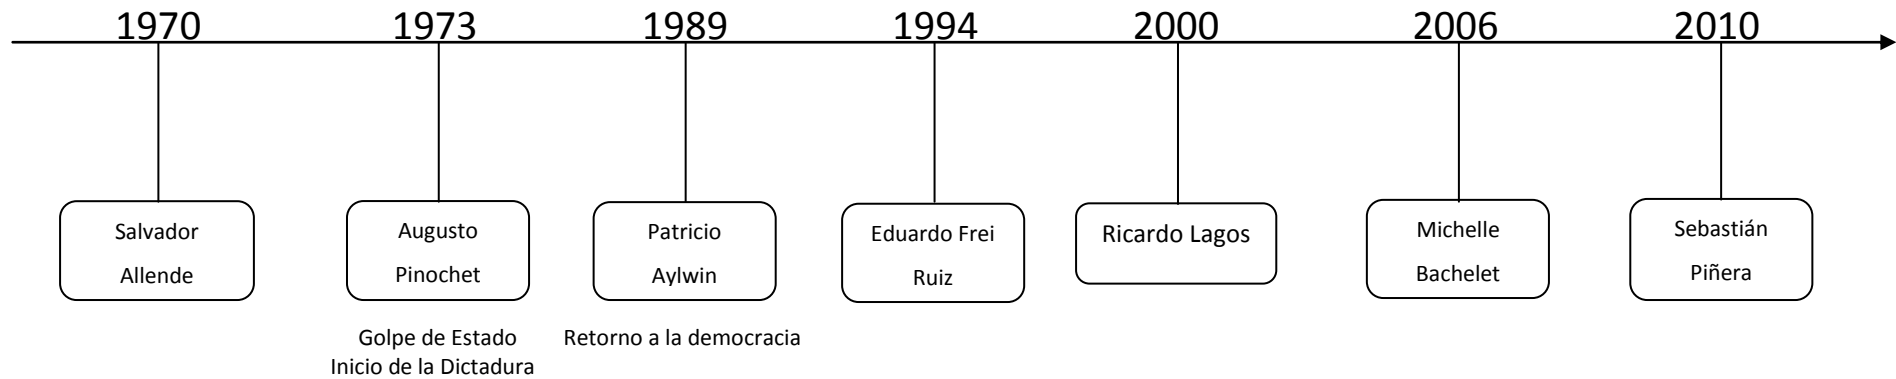 1970 1973 1989 1994 2000 2006 2010
Salvador
Allende
Augusto
Pinochet
Patricio
Aylwin
Eduardo Frei
Ruiz
Ricardo Lagos
Michelle
Bachelet
Sebastián
Piñera
Golpe de Estado
Inicio de la Dictadura
Retorno a la democracia